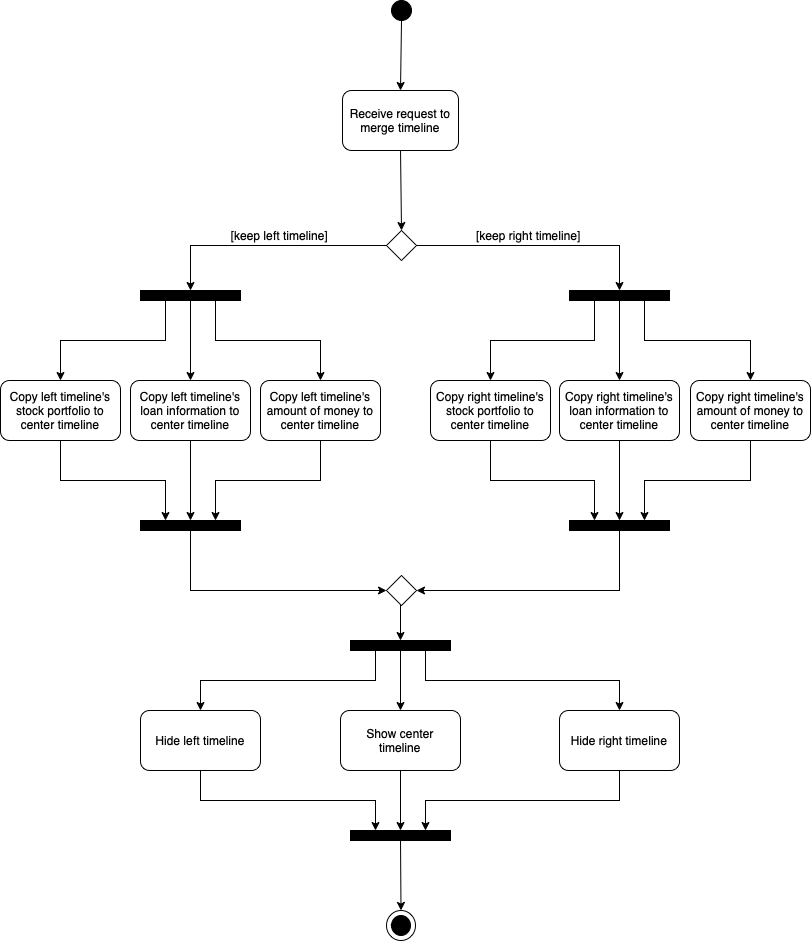 Receive request to
merge timeline
[keep left timeline]
[keep right timeline]
Copy left timeline's
stock portfolio to
center timeline
Copy left timeline's
loan information to
center timeline
Copy left timeline's
amount of money to
center timeline
Copy right timeline's
stock portfolio to
center timeline
Copy right timeline's
loan information to
center timeline
Copy right timeline's
amount of money to
center timeline
Hide left timeline
Show center
timeline
Hide right timeline